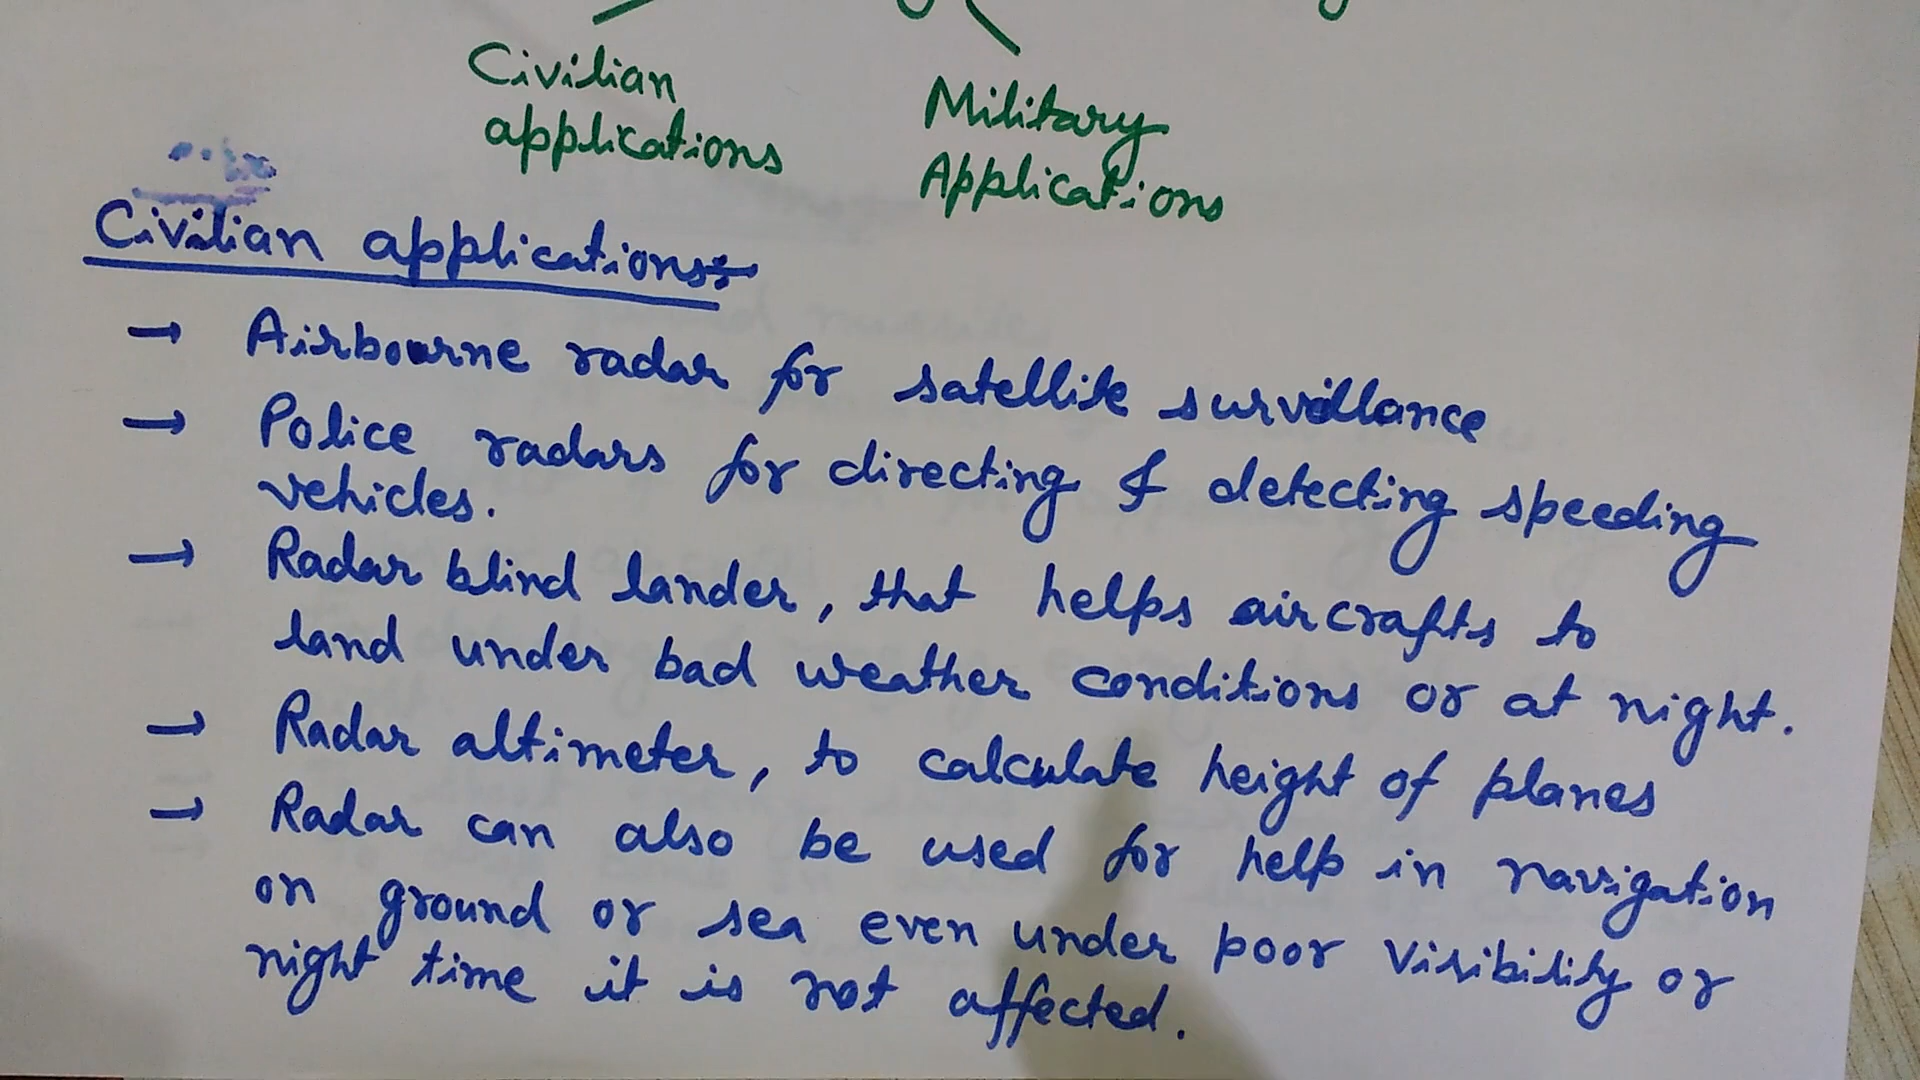 Civilian
applications
Military
Applications
Civilian applications:-
→ Airbourne radar for satellite survillance
→ Police radars for directing & detecting speeding
vehicles.
→ Radar blind lander, that helps aircrafts to
land under bad weather conditions or at night.
→ Radar altimeter, to calculate height of planes
→ Radar can also be used for help in navigation
on ground or sea even under poor visibility or
night time it is not affected.